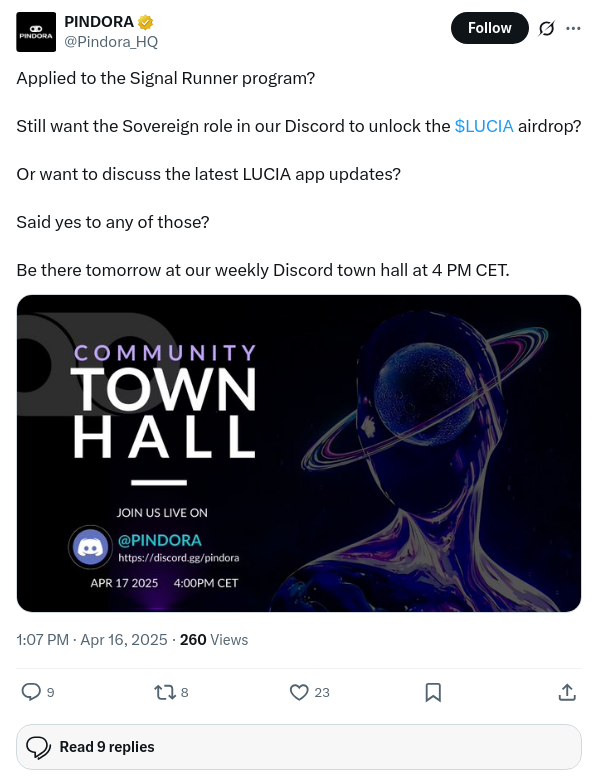 PINDORA
PINDORA
@Pindora_HQ
Follow
Applied to the Signal Runner program?
Still want the Sovereign role in our Discord to unlock the $LUCIA airdrop?
Or want to discuss the latest LUCIA app updates?
Said yes to any of those?
Be there tomorrow at our weekly Discord town hall at 4 PM CET.
COMMUNITY
TOWN
HALL
JOIN US LIVE ON
@PINDORA
https://discord.gg/pindora
APR 17 2025 4:00PM CET
1:07 PM · Apr 16, 2025 · 260 Views
9 8 23
Read 9 replies